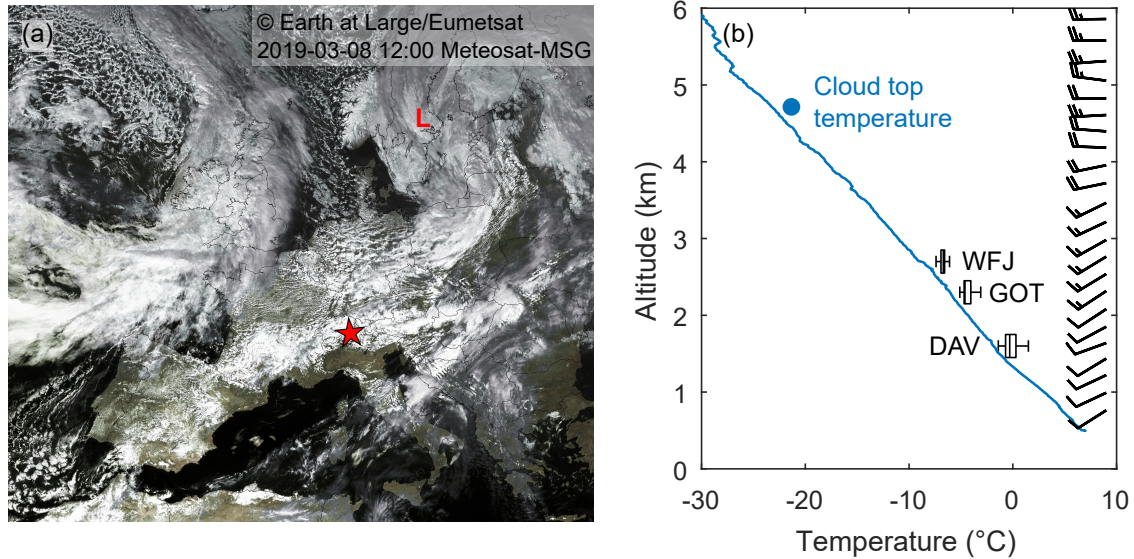 (a)
© Earth at Large/Eumetsat
2019-03-08 12:00 Meteosat-MSG
L
(b)
Cloud top
temperature
WFJ
GOT
DAV
Altitude (km)
6
5
4
3
2
1
0
-30
-20
-10
0
10
Temperature (°C)